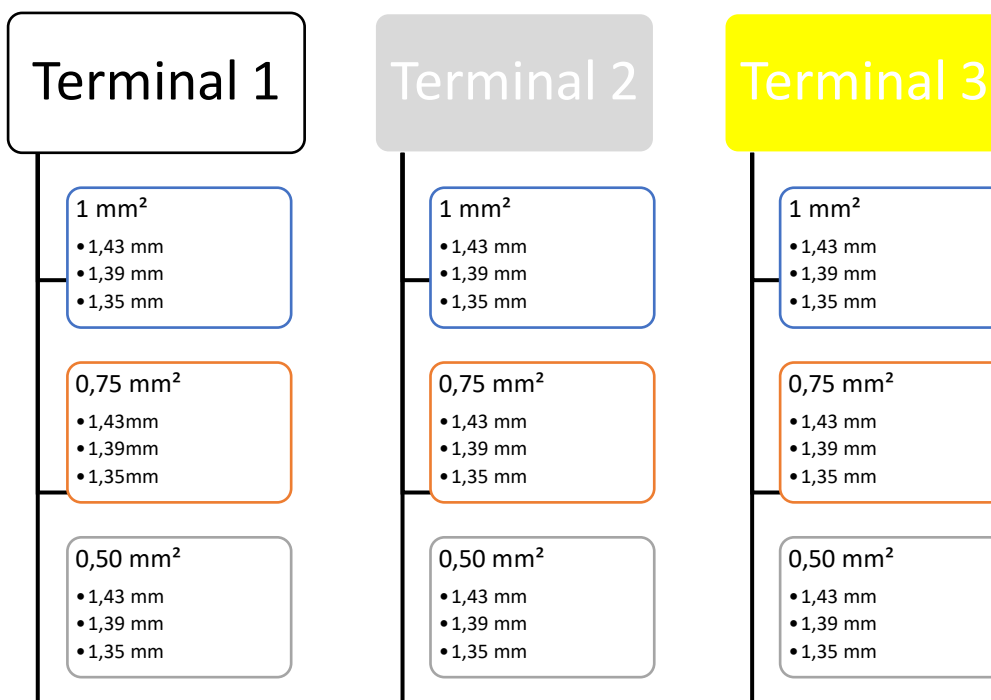 Terminal 1
1 mm²
•1,43 mm
•1,39 mm
•1,35 mm
0,75 mm²
•1,43mm
•1,39mm
•1,35mm
0,50 mm²
•1,43 mm
•1,39 mm
•1,35 mm
Terminal 2
1 mm²
•1,43 mm
•1,39 mm
•1,35 mm
0,75 mm²
•1,43 mm
•1,39 mm
•1,35 mm
0,50 mm²
•1,43 mm
•1,39 mm
•1,35 mm
Terminal 3
1 mm²
•1,43 mm
•1,39 mm
•1,35 mm
0,75 mm²
•1,43 mm
•1,39 mm
•1,35 mm
0,50 mm²
•1,43 mm
•1,39 mm
•1,35 mm